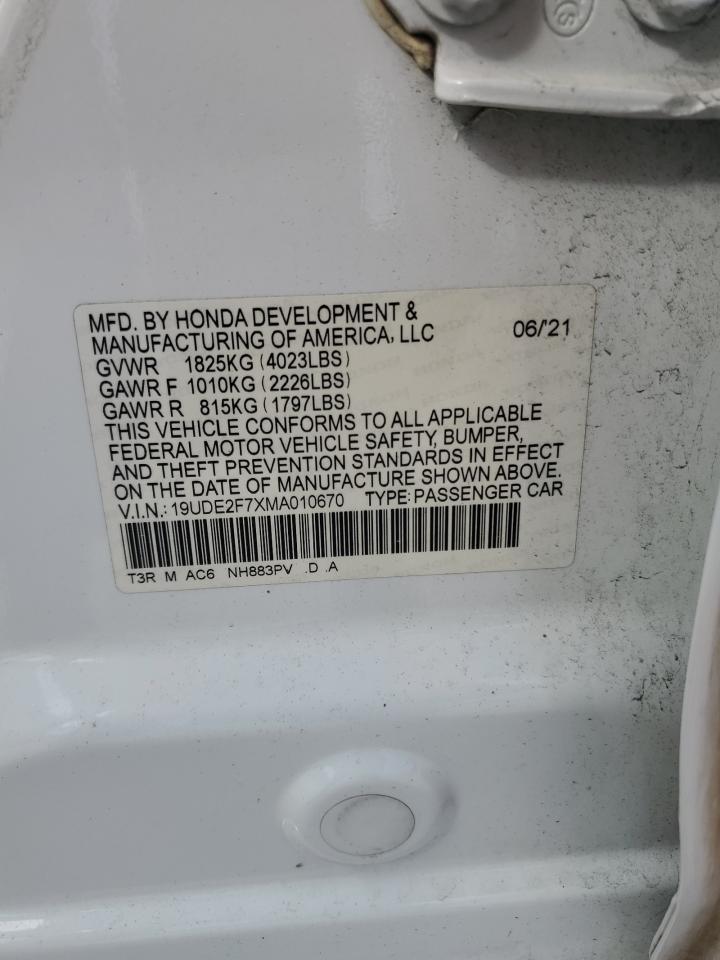 MFD. BY HONDA DEVELOPMENT &
MANUFACTURING OF AMERICA, LLC 06/'21
GVWR 1825KG (4023LBS)
GAWR F 1010KG (2226LBS)
GAWR R 815KG (1797LBS)
THIS VEHICLE CONFORMS TO ALL APPLICABLE
FEDERAL MOTOR VEHICLE SAFETY, BUMPER,
AND THEFT PREVENTION STANDARDS IN EFFECT
ON THE DATE OF MANUFACTURE SHOWN ABOVE.
V.I.N.: 19UDE2F7XMA010670 TYPE: PASSENGER CAR
T3R M AC6 NH883PV .D .A